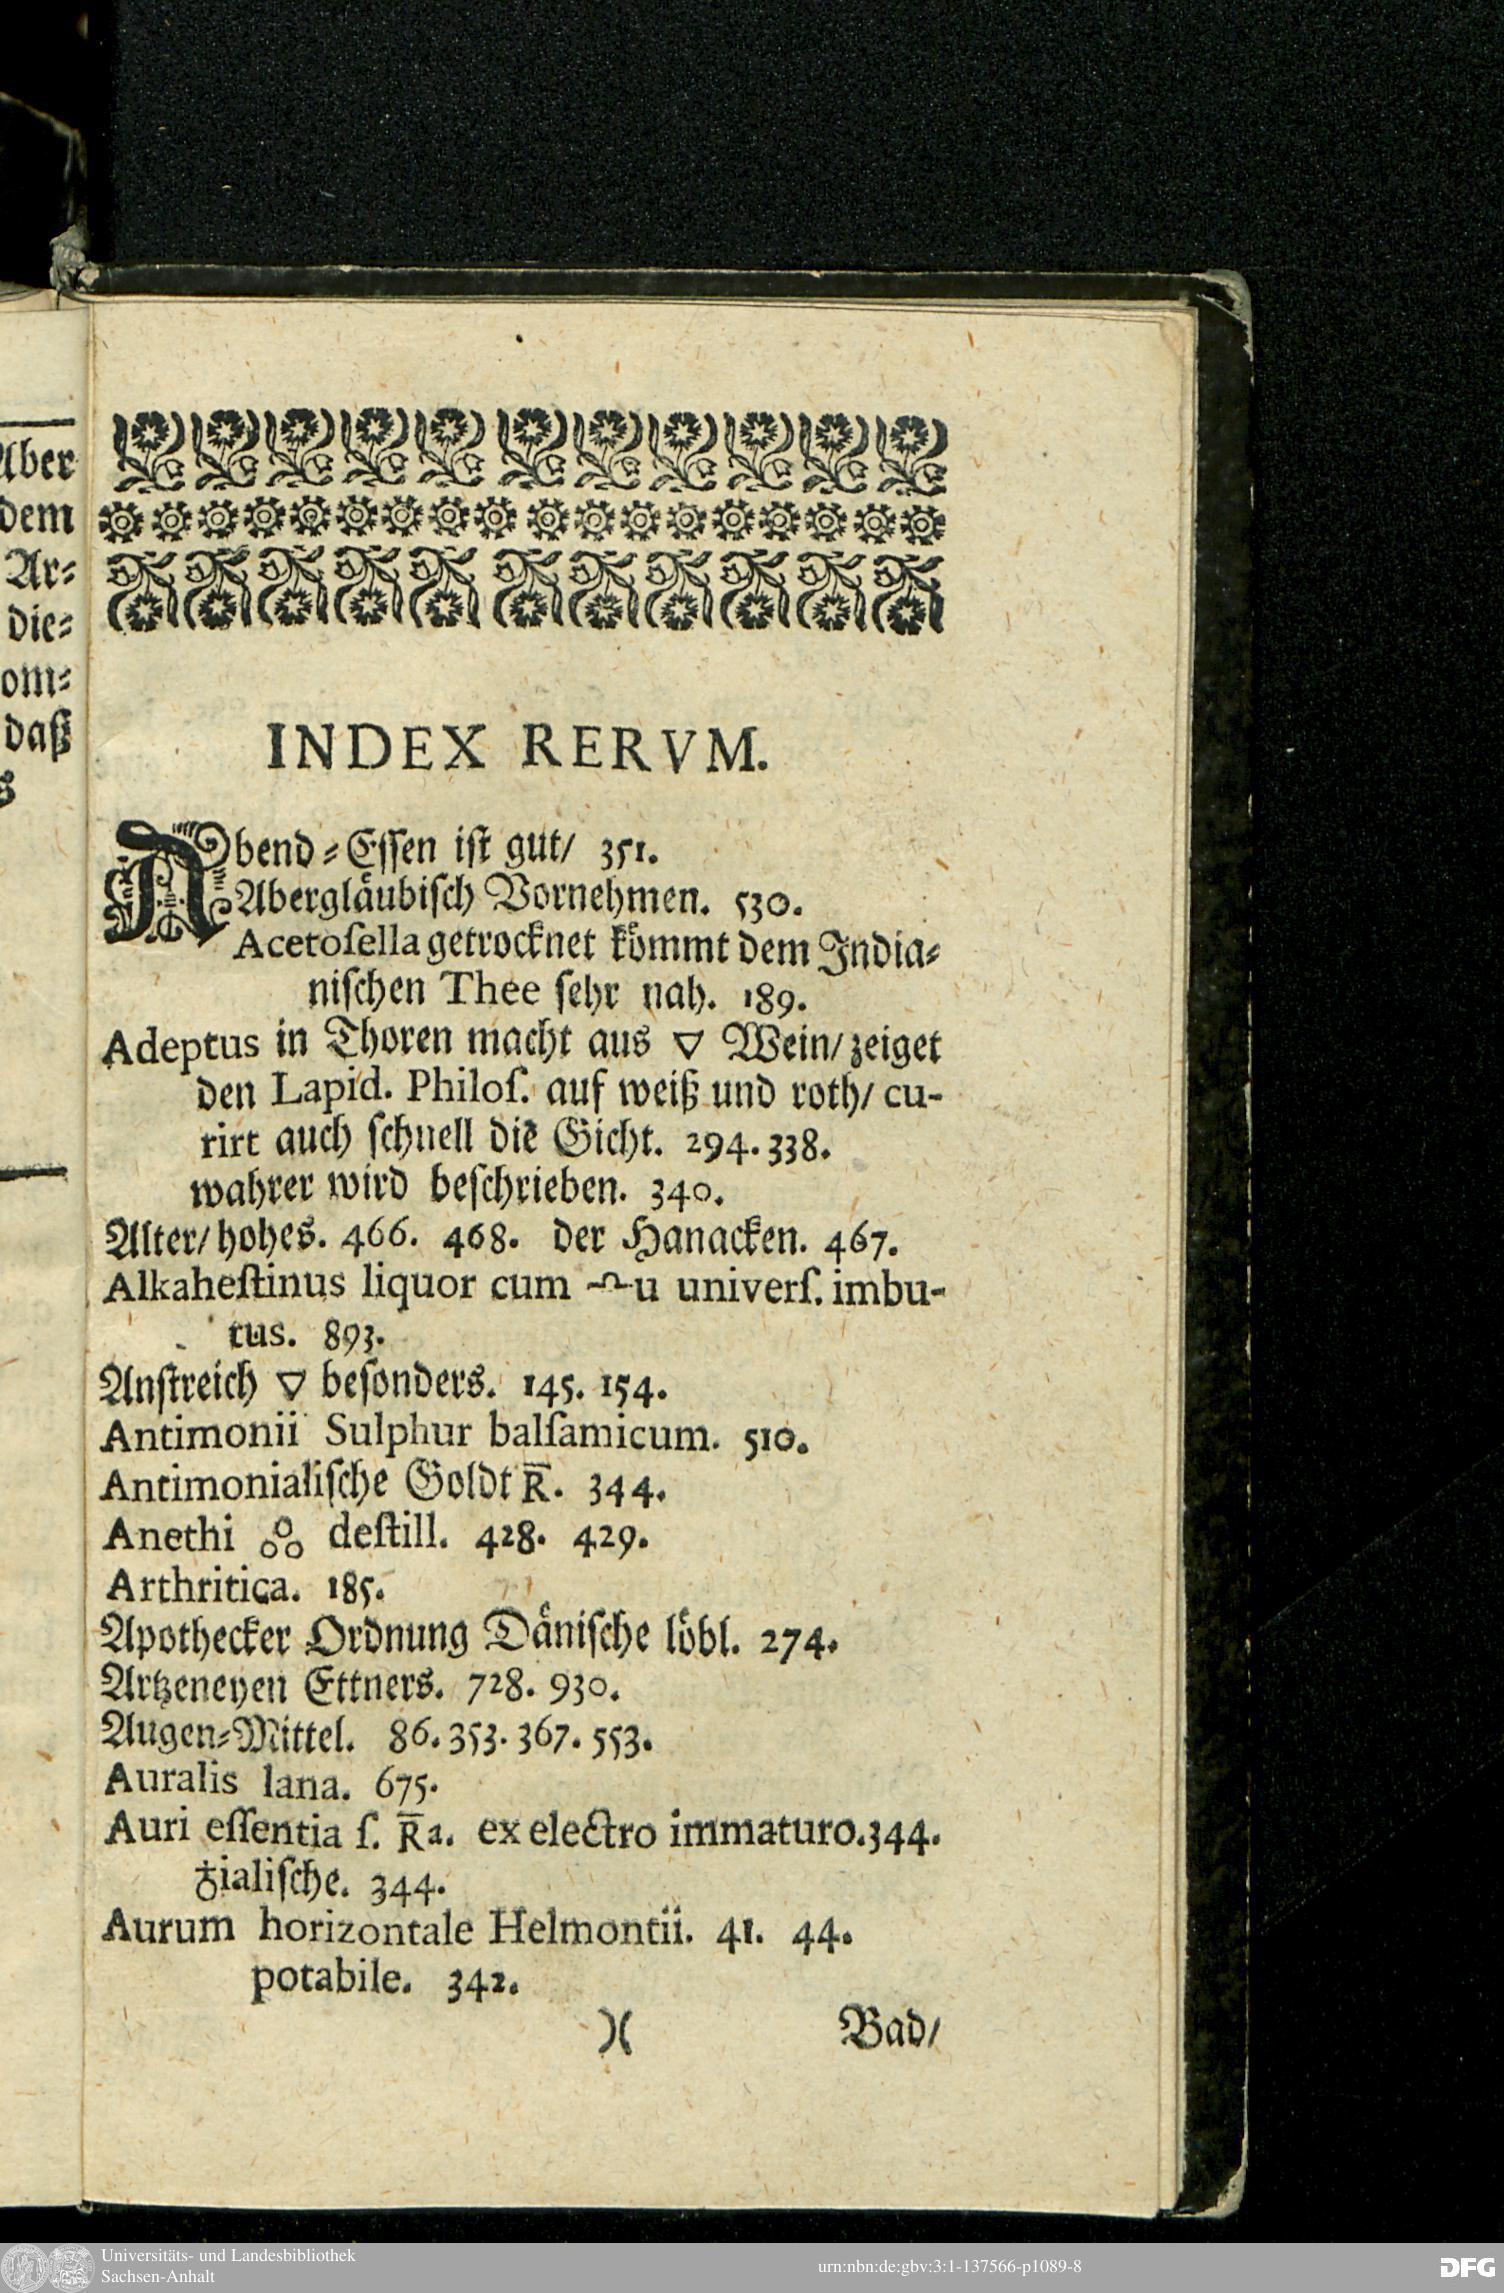 Aber
dem
Ar⸗
die⸗
om⸗
daß
s
INDEX RERVM.
Abend⸗Eſſen iſt gut/ 351.
Abergläubiſch Vornehmen. 530.
Acetoſella getrocknet kömmt dem India⸗
niſchen Thee ſehr nah. 189.
Adeptus in Thoren macht aus 🜄 Wein/ zeiget
den Lapid. Philoſ. auf weiß und roth/ cu-
rirt auch ſchnell die Gicht. 294. 338.
wahrer wird beſchrieben. 340.
Alter/ hohes. 466. 468. der Hanacken. 467.
Alkaheſtinus liquor cum 🝞u univerſ. imbu-
tus. 893.
Anſtreich 🜄 beſonders. 145. 154.
Antimonii Sulphur balſamicum. 510.
Antimonialiſche Goldt R̅. 344.
Anethi 🝆 deſtill. 428. 429.
Arthritica. 185.
Apothecker Ordnung Däniſche löbl. 274.
Artzeneyen Ettners. 728. 930.
Augen⸗Mittel. 86. 353. 367. 553.
Auralis lana. 675.
Auri eſſentia ſ. R̅a. ex electro immaturo. 344.
♁ialiſche. 344.
Aurum horizontale Helmontii. 41. 44.
potabile. 342.
)( Bad/
Universitäts- und Landesbibliothek
Sachsen-Anhalt
urn:nbn:de:gbv:3:1-137566-p1089-8
DFG